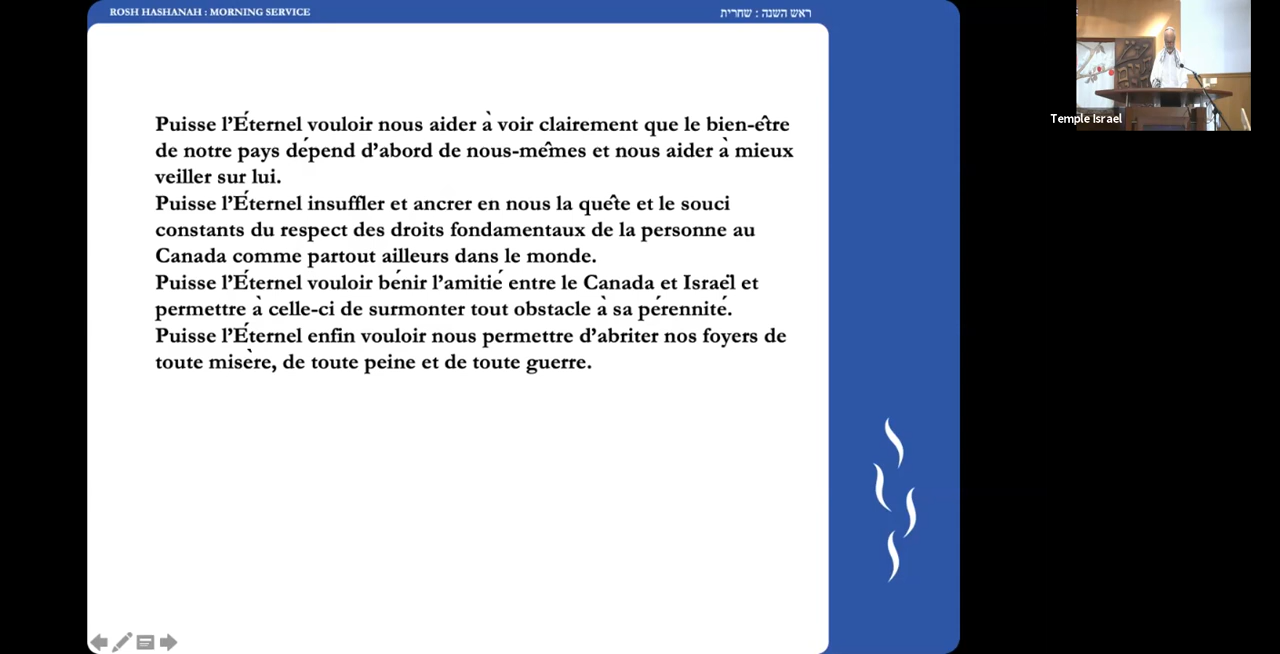 ROSH HASHANAH : MORNING SERVICE
ראש השנה : שחרית
Puisse l’Éternel vouloir nous aider à voir clairement que le bien-être
de notre pays dépend d’abord de nous-mêmes et nous aider à mieux
veiller sur lui.
Puisse l’Éternel insuffler et ancrer en nous la quête et le souci
constants du respect des droits fondamentaux de la personne au
Canada comme partout ailleurs dans le monde.
Puisse l’Éternel vouloir bénir l’amitié entre le Canada et Israël et
permettre à celle-ci de surmonter tout obstacle à sa pérennité.
Puisse l’Éternel enfin vouloir nous permettre d’abriter nos foyers de
toute misère, de toute peine et de toute guerre.
Temple Israel